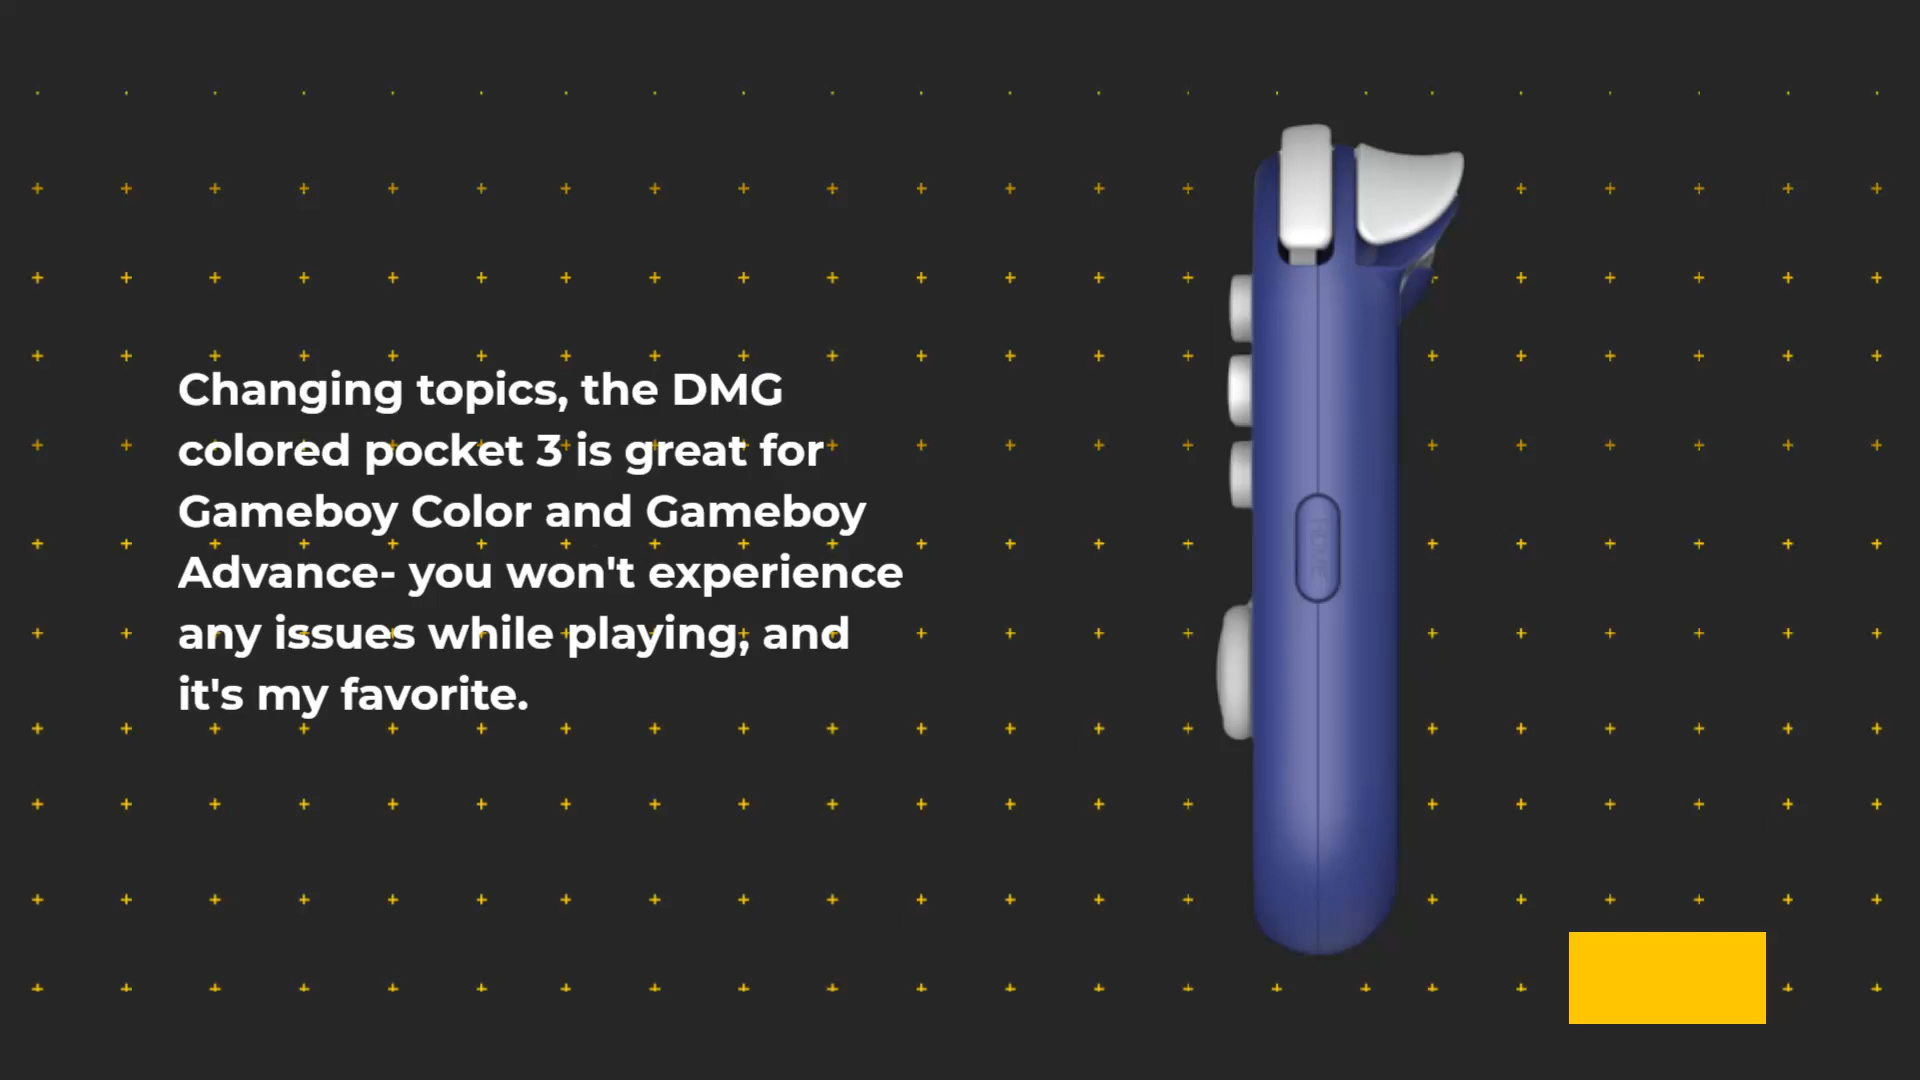 Changing topics, the DMG
colored pocket 3 is great for
Gameboy Color and Gameboy
Advance- you won't experience
any issues while playing, and
it's my favorite.
HOME